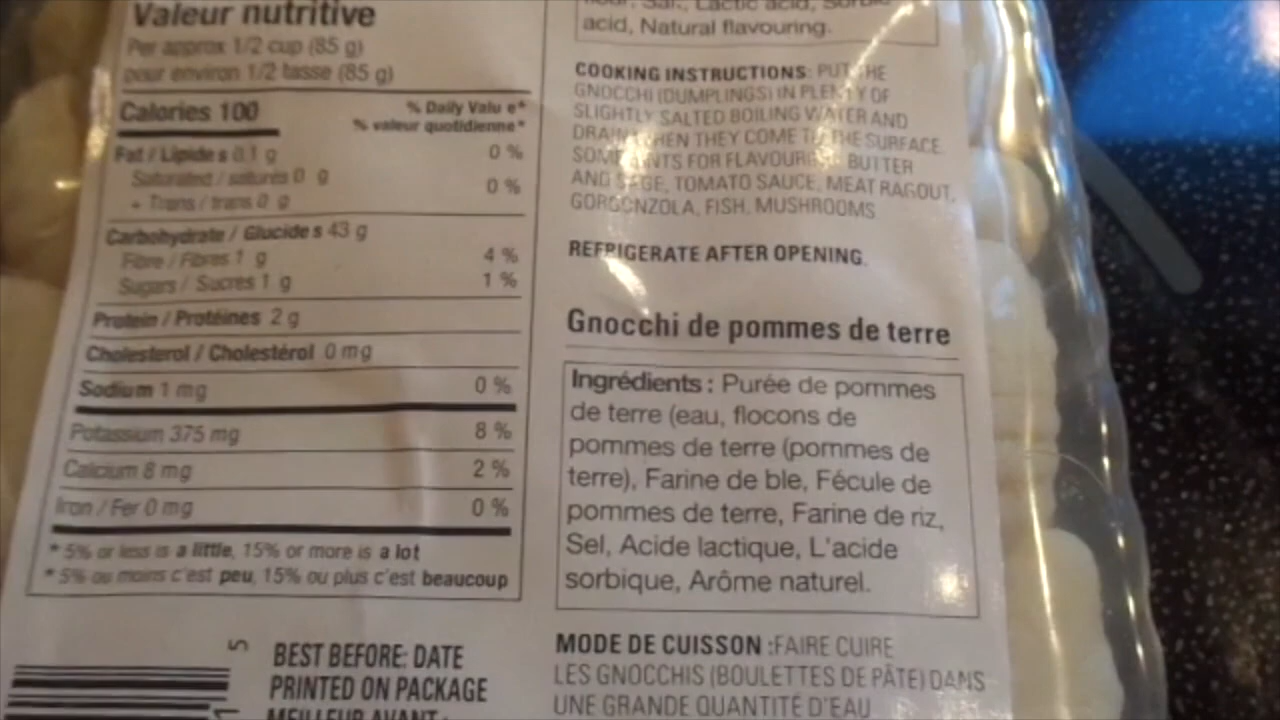 Valeur nutritive
Per approx 1/2 cup (85 g)
pour environ 1/2 tasse (85 g)
Calories 100
% Daily Valu e*
% valeur quotidienne*
Fat / Lipide s 0.1 g 0 %
Saturated / saturés 0 g
+ Trans / trans 0 g 0 %
Carbohydrate / Glucide s 43 g
Fibre / Fibres 1 g 4 %
Sugars / Sucres 1 g 1 %
Protein / Protéines 2 g
Cholesterol / Cholestérol 0 mg
Sodium 1 mg 0 %
Potassium 375 mg 8 %
Calcium 8 mg 2 %
Iron / Fer 0 mg 0 %
* 5% or less is a little, 15% or more is a lot
* 5% ou moins c'est peu, 15% ou plus c'est beaucoup
5
BEST BEFORE: DATE
PRINTED ON PACKAGE
MEILLEUR AVANT :
Lactic acid,
acid, Natural flavouring.
COOKING INSTRUCTIONS: PUT THE
GNOCCHI (DUMPLINGS) IN PLENTY OF
SLIGHTLY SALTED BOILING WATER AND
DRAIN WHEN THEY COME TO THE SURFACE.
SOME FOR FLAVOURING BUTTER
AND SAGE, TOMATO SAUCE, MEAT RAGOUT,
GORGONZOLA, FISH, MUSHROOMS
REFRIGERATE AFTER OPENING.
Gnocchi de pommes de terre
Ingrédients : Purée de pommes
de terre (eau, flocons de
pommes de terre (pommes de
terre), Farine de ble, Fécule de
pommes de terre, Farine de riz,
Sel, Acide lactique, L'acide
sorbique, Arôme naturel.
MODE DE CUISSON :FAIRE CUIRE
LES GNOCCHIS (BOULETTES DE PÂTE) DANS
UNE GRANDE QUANTITÉ D'EAU